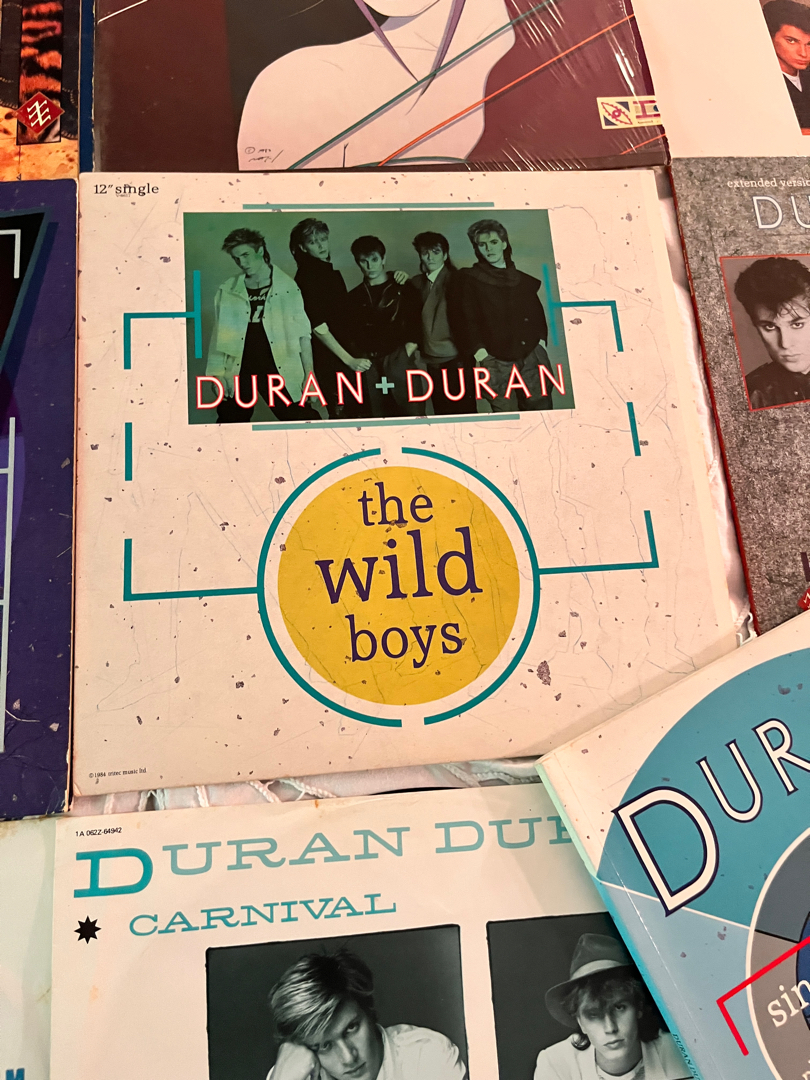 12" single
DURAN + DURAN
the
wild
boys
© 1984 tritec music ltd.
extended versio
DU
1A 062Z-64942
DURAN DUR
CARNIVAL
DUR
sin
M